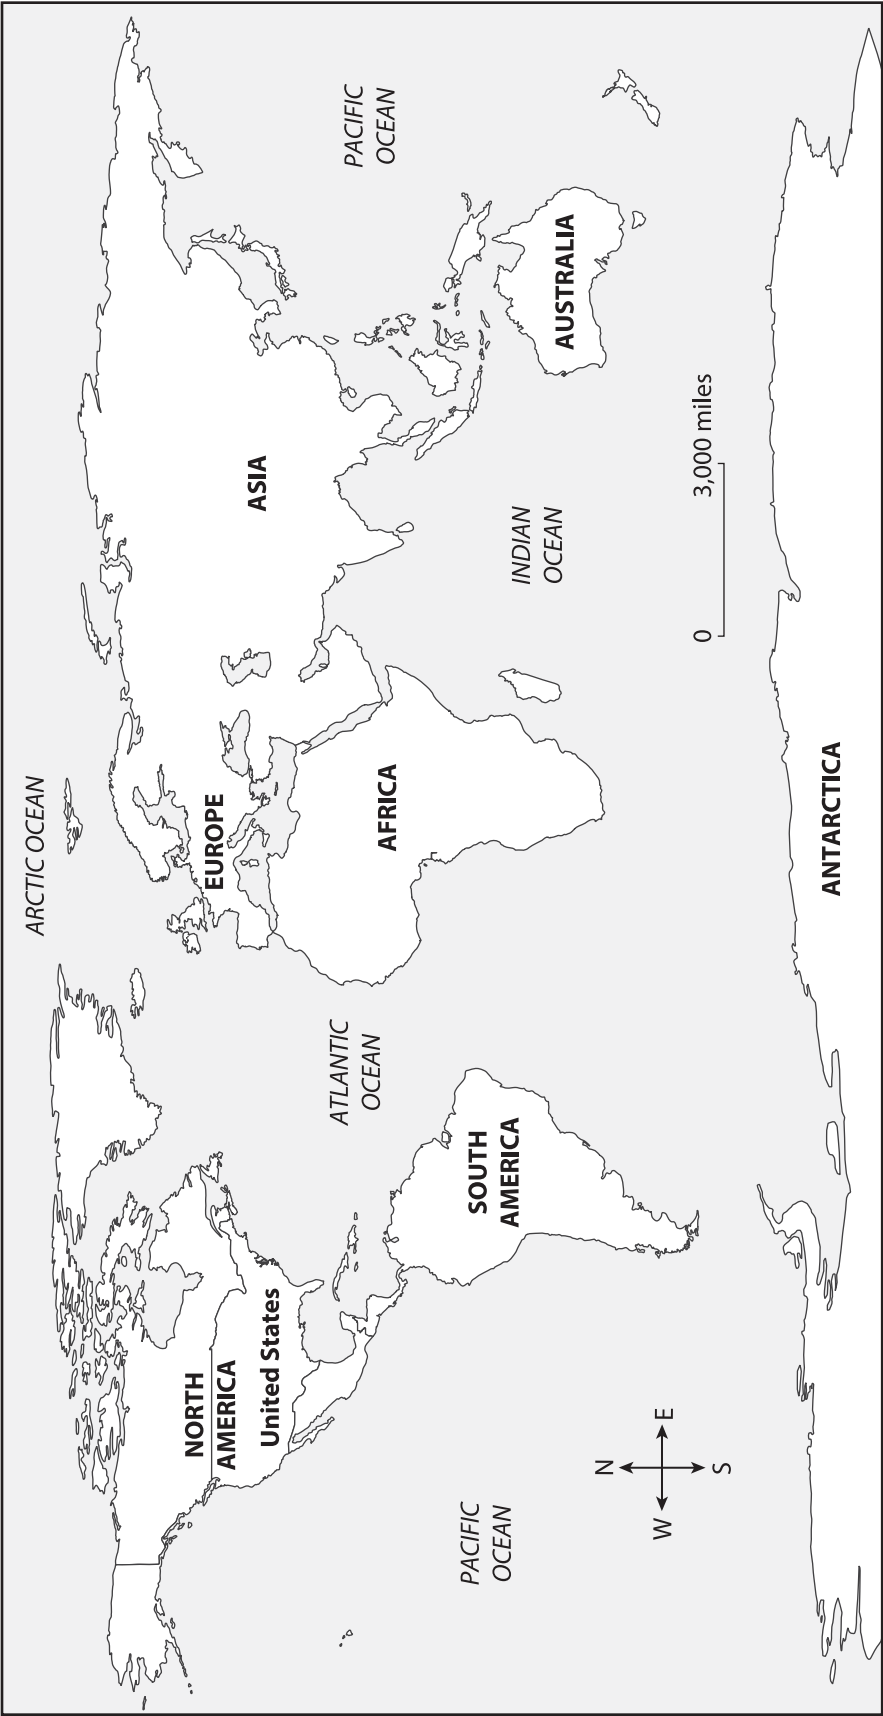 ARCTIC OCEAN
NORTH
AMERICA
United States
EUROPE
ASIA
ATLANTIC
OCEAN
PACIFIC
OCEAN
AFRICA
PACIFIC
OCEAN
SOUTH
AMERICA
INDIAN
OCEAN
AUSTRALIA
N
W
E
S
0
3,000 miles
ANTARCTICA